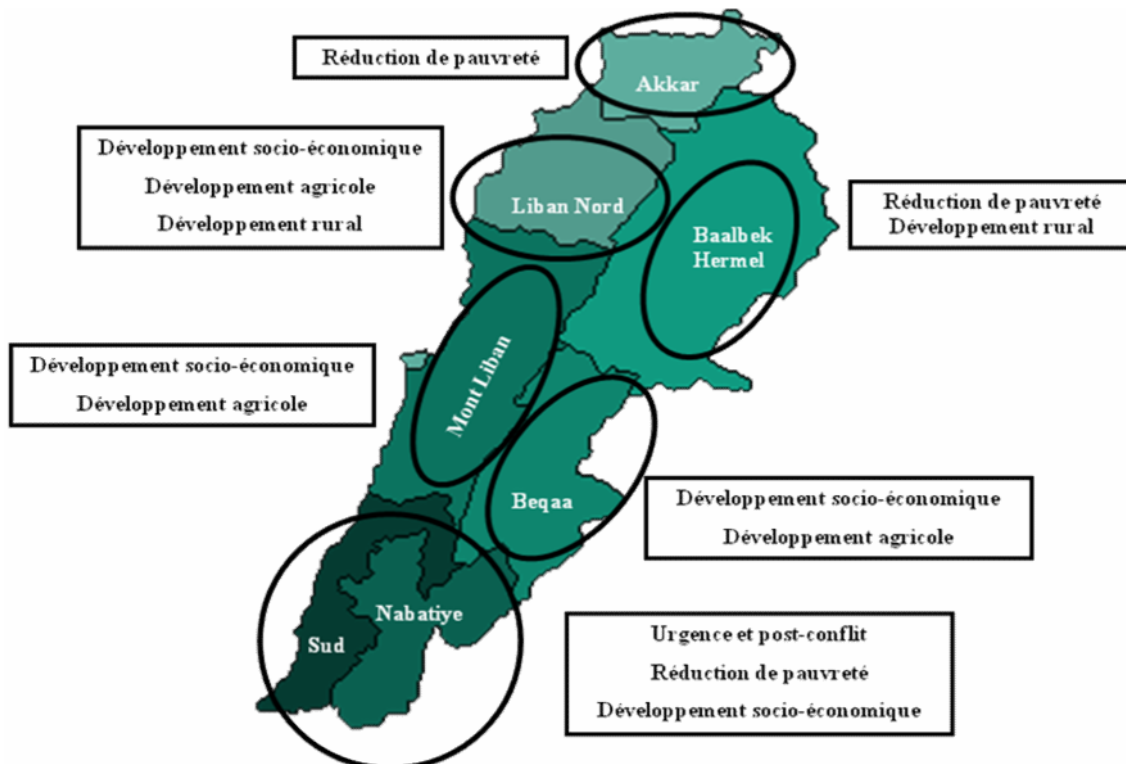 Réduction de pauvreté
Akkar
Développement socio-économique
Développement agricole
Développement rural
Liban Nord
Réduction de pauvreté
Développement rural
Baalbek
Hermel
Développement socio-économique
Développement agricole
Mont Liban
Beqaa
Développement socio-économique
Développement agricole
Nabatiye
Sud
Urgence et post-conflit
Réduction de pauvreté
Développement socio-économique